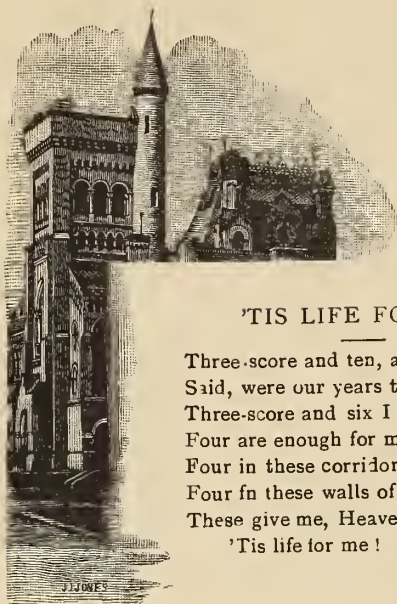 'TIS LIFE FO
Three-score and ten, a
Said, were our years t
Three-score and six I
Four are enough for m
Four in these corridor
Four fn these walls of
These give me, Heave
'Tis life for me !
J.J.JONES